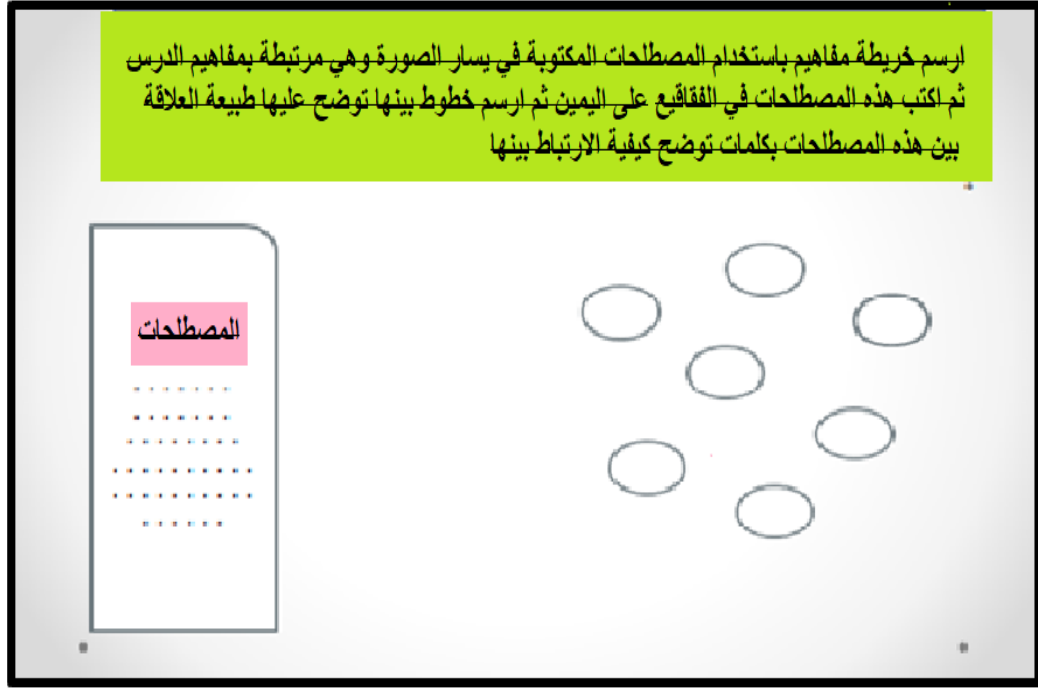 ارسم خريطة مفاهيم باستخدام المصطلحات المكتوبة في يسار الصورة وهي مرتبطة بمفاهيم الدرس
ثم اكتب هذه المصطلحات في الفقاقيع على اليمين ثم ارسم خطوط بينها توضح عليها طبيعة العلاقة
بين هذه المصطلحات بكلمات توضح كيفية الارتباط بينها
المصطلحات